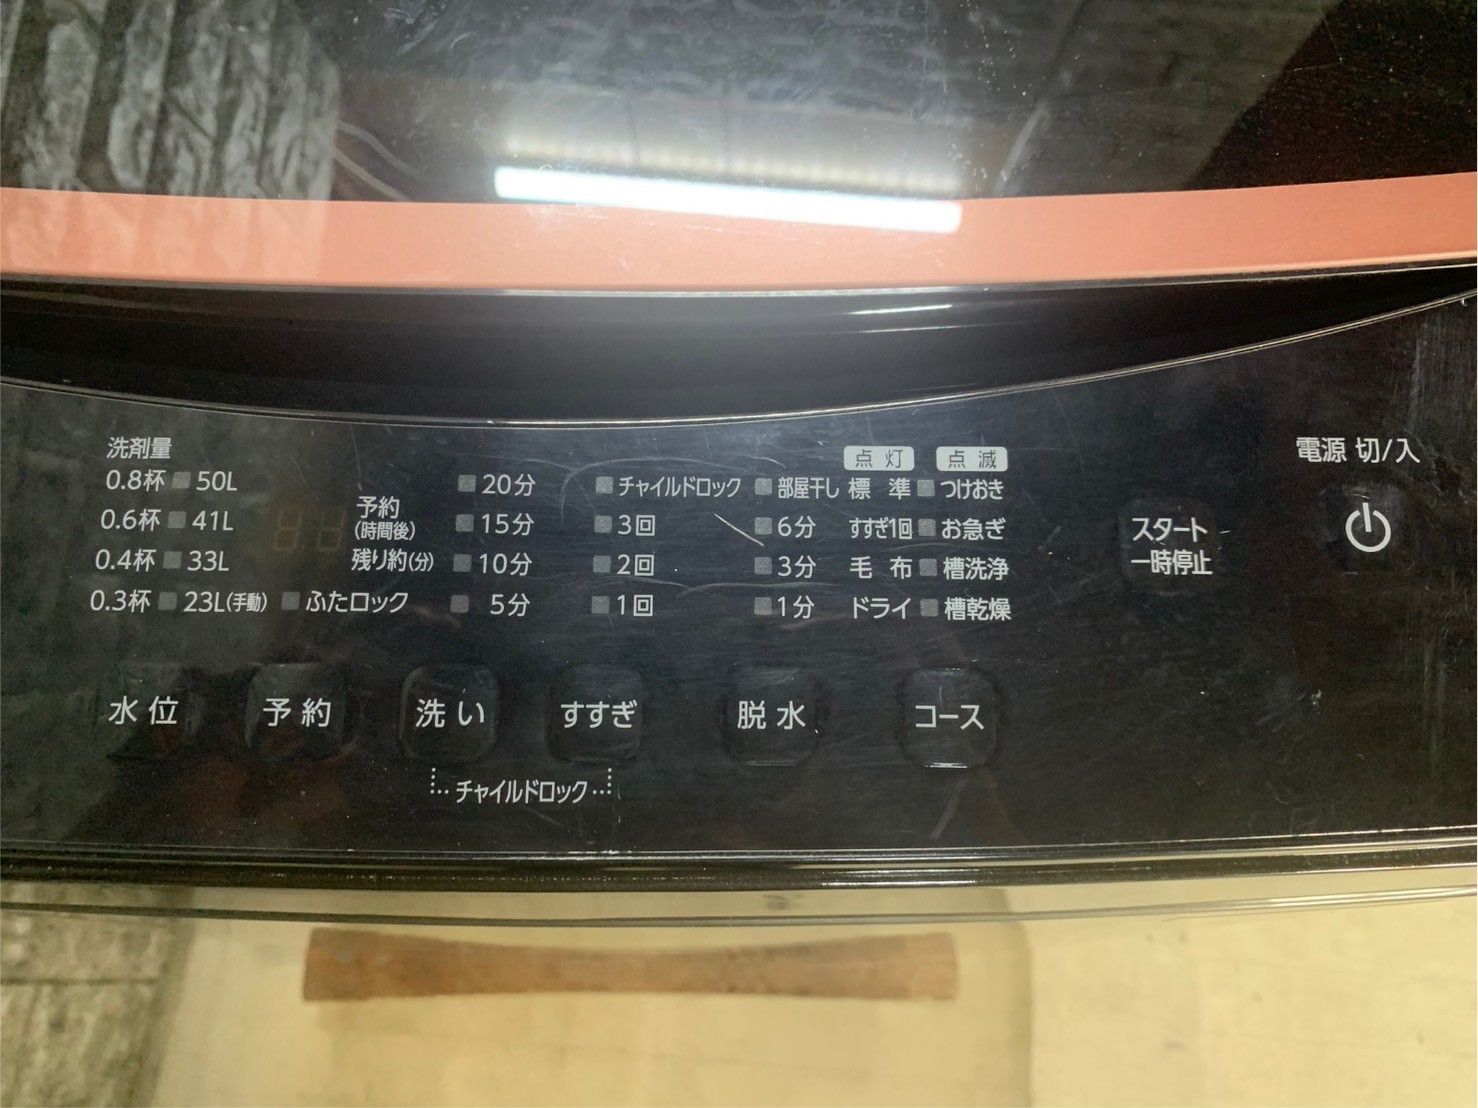 洗剤量
0.8杯 50L
0.6杯 41L
0.4杯 33L
0.3杯 23L(手動) ふたロック
予約
(時間後)
残り約(分)
20分
15分
10分
5分
チャイルドロック
3回
2回
1回
部屋干し
6分
3分
1分
点灯 点滅
標準 つけおき
すすぎ1回 お急ぎ
毛布 槽洗浄
ドライ 槽乾燥
スタート
一時停止
電源 切/入
水位 予約 洗い すすぎ 脱水 コース
チャイルドロック